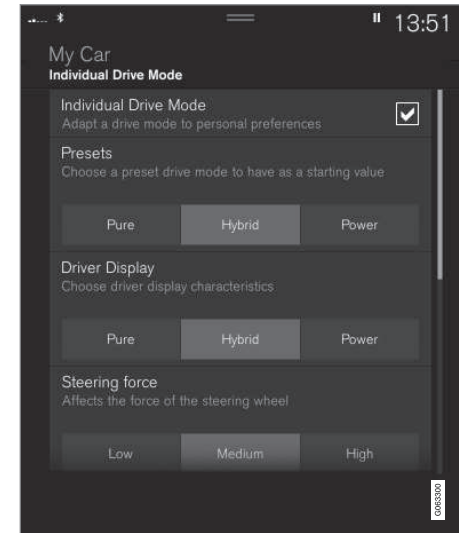 13:51
My Car
Individual Drive Mode
Individual Drive Mode
Adapt a drive mode to personal preferences
Presets
Choose a preset drive mode to have as a starting value
Pure Hybrid Power
Driver Display
Choose driver display characteristics
Pure Hybrid Power
Steering force
Affects the force of the steering wheel
Low Medium High
G063300